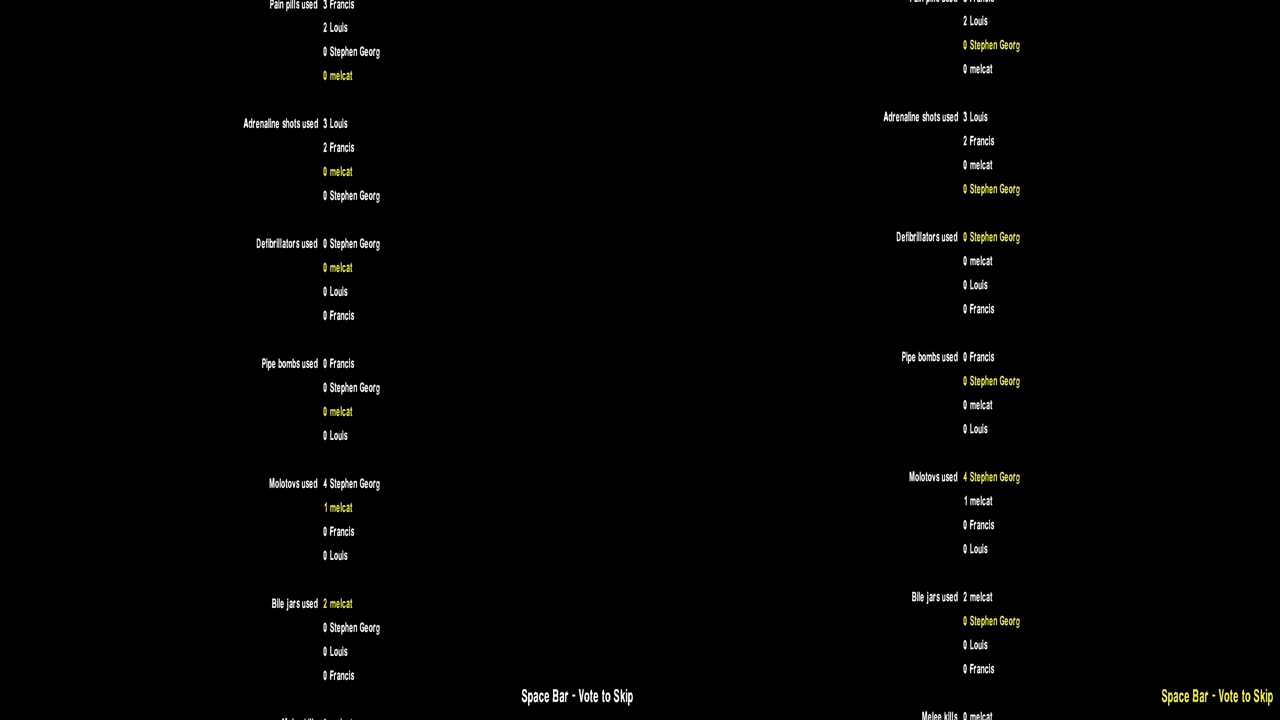 Pain pills used 3 Francis
2 Louis
0 Stephen Georg
0 melcat
Adrenaline shots used 3 Louis
2 Francis
0 melcat
0 Stephen Georg
Defibrillators used 0 Stephen Georg
0 melcat
0 Louis
0 Francis
Pipe bombs used 0 Francis
0 Stephen Georg
0 melcat
0 Louis
Molotovs used 4 Stephen Georg
1 melcat
0 Francis
0 Louis
Bile jars used 2 melcat
0 Stephen Georg
0 Louis
0 Francis
Space Bar - Vote to Skip
2 Louis
0 Stephen Georg
0 melcat
Adrenaline shots used 3 Louis
2 Francis
0 melcat
0 Stephen Georg
Defibrillators used 0 Stephen Georg
0 melcat
0 Louis
0 Francis
Pipe bombs used 0 Francis
0 Stephen Georg
0 melcat
0 Louis
Molotovs used 4 Stephen Georg
1 melcat
0 Francis
0 Louis
Bile jars used 2 melcat
0 Stephen Georg
0 Louis
0 Francis
Space Bar - Vote to Skip
Melee kills melcat